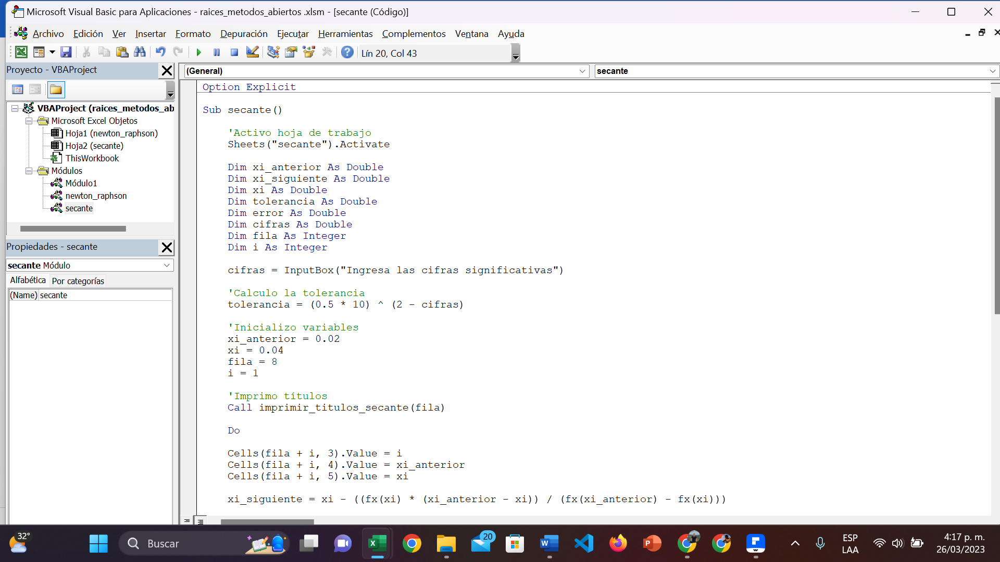 Microsoft Visual Basic para Aplicaciones - raices_metodos_abiertos .xlsm - [secante (Código)]
Archivo Edición Ver Insertar Formato Depuración Ejecutar Herramientas Complementos Ventana Ayuda
Lín 20, Col 43
Proyecto - VBAProject
VBAProject (raices_metodos_ab
Microsoft Excel Objetos
Hoja1 (newton_raphson)
Hoja2 (secante)
ThisWorkbook
Módulos
Módulo1
newton_raphson
secante
Propiedades - secante
secante Módulo
Alfabética Por categorías
(Name) secante
(General) secante
Option Explicit
Sub secante()
'Activo hoja de trabajo
Sheets("secante").Activate
Dim xi_anterior As Double
Dim xi_siguiente As Double
Dim xi As Double
Dim tolerancia As Double
Dim error As Double
Dim cifras As Double
Dim fila As Integer
Dim i As Integer
cifras = InputBox("Ingresa las cifras significativas")
'Calculo la tolerancia
tolerancia = (0.5 * 10) ^ (2 - cifras)
'Inicializo variables
xi_anterior = 0.02
xi = 0.04
fila = 8
i = 1
'Imprimo títulos
Call imprimir_titulos_secante(fila)
Do
Cells(fila + i, 3).Value = i
Cells(fila + i, 4).Value = xi_anterior
Cells(fila + i, 5).Value = xi
xi_siguiente = xi - ((fx(xi) * (xi_anterior - xi)) / (fx(xi_anterior) - fx(xi)))
32°
Buscar
20
ESP
LAA
4:17 p. m.
26/03/2023